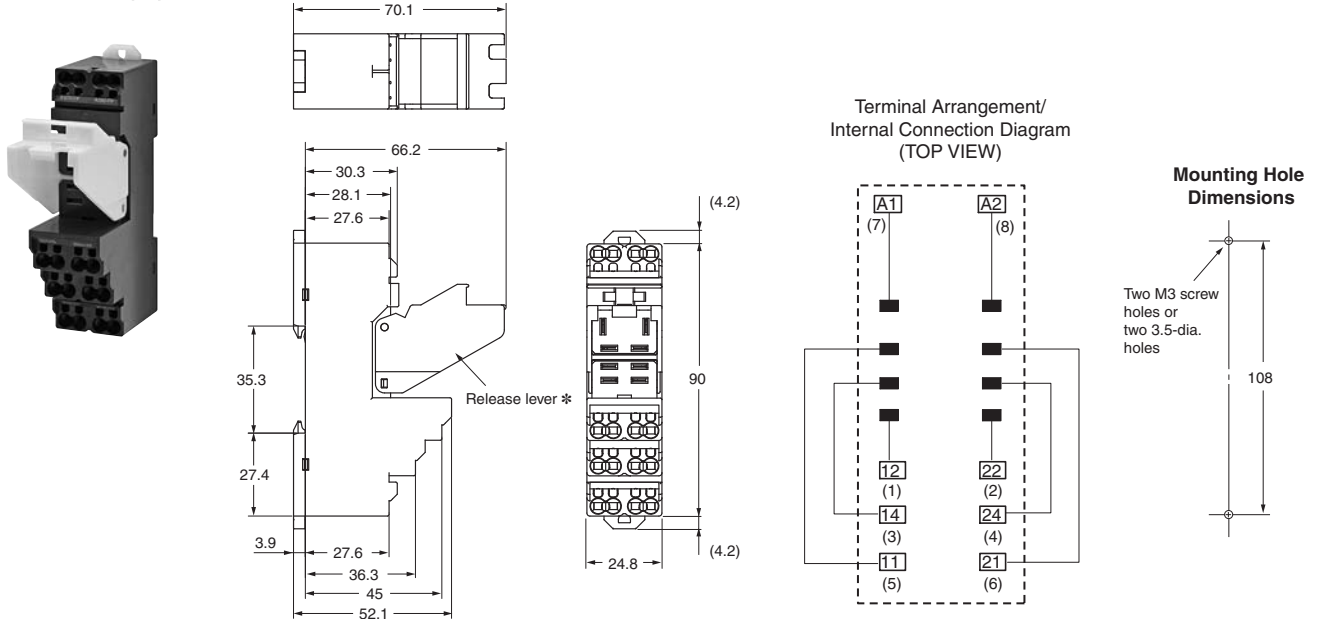 70.1
66.2
30.3
28.1
27.6
35.3
27.4
3.9
27.6
36.3
45
52.1
Release lever *
(4.2)
90
(4.2)
24.8
Terminal Arrangement/
Internal Connection Diagram
(TOP VIEW)
A1
A2
(7)
(8)
12
22
(1)
(2)
14
24
(3)
(4)
11
21
(5)
(6)
Mounting Hole
Dimensions
Two M3 screw
holes or
two 3.5-dia.
holes
108